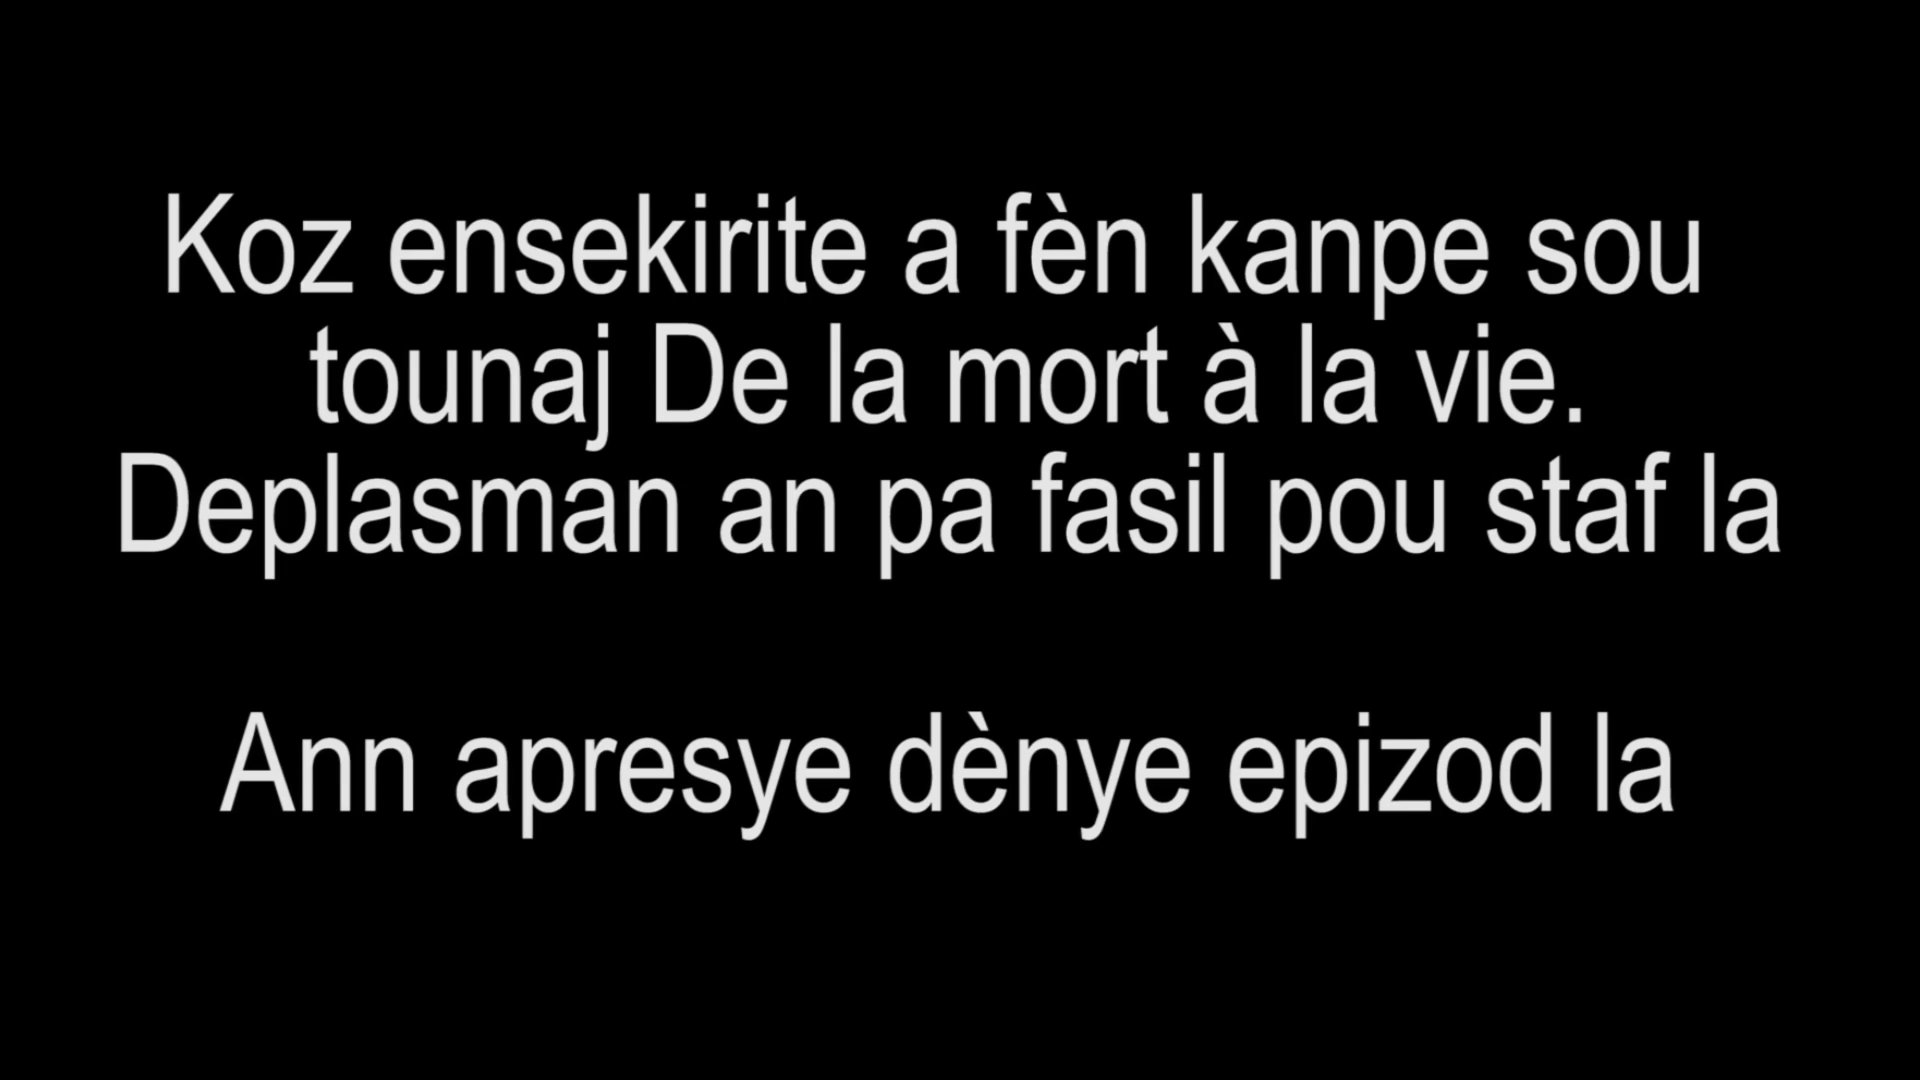 Koz ensekirite a fèn kanpe sou
tounaj De la mort à la vie.
Deplasman an pa fasil pou staf la
Ann apresye dènye epizod la